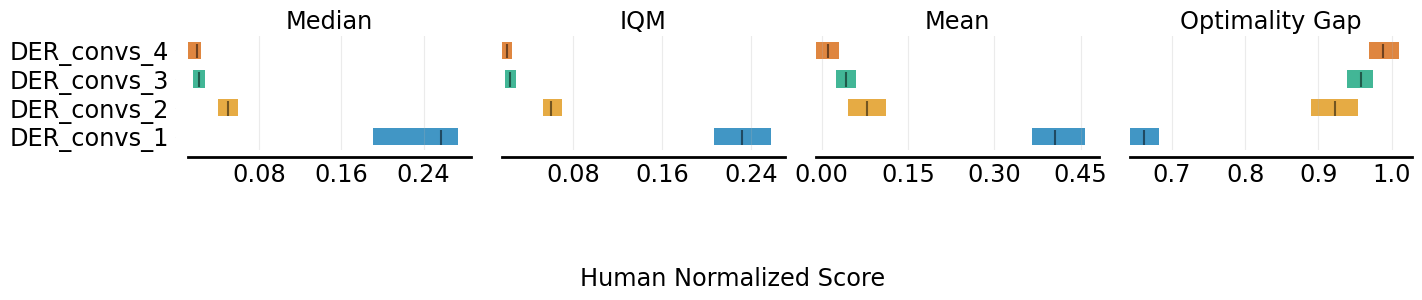 Median IQM Mean Optimality Gap
DER_convs_4
DER_convs_3
DER_convs_2
DER_convs_1
0.08 0.16 0.24 0.08 0.16 0.24 0.00 0.15 0.30 0.45 0.7 0.8 0.9 1.0
Human Normalized Score